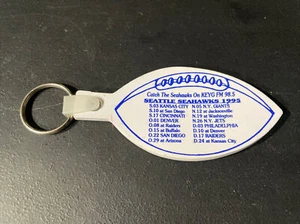 Catch The Seahawks On KEYG FM 98.5
SEATTLE SEAHAWKS 1995
S.03 KANSAS CITY N.05 N.Y. GIANTS
S.10 at San Diego N.12 at Jacksonville
S.17 CINCINNATI N.19 at Washington
O.01 DENVER N.26 N.Y. JETS
O.08 at Raiders D.03 PHILADELPHIA
O.15 at Buffalo D.10 at Denver
O.22 SAN DIEGO D.17 RAIDERS
O.29 at Arizona D.24 at Kansas City